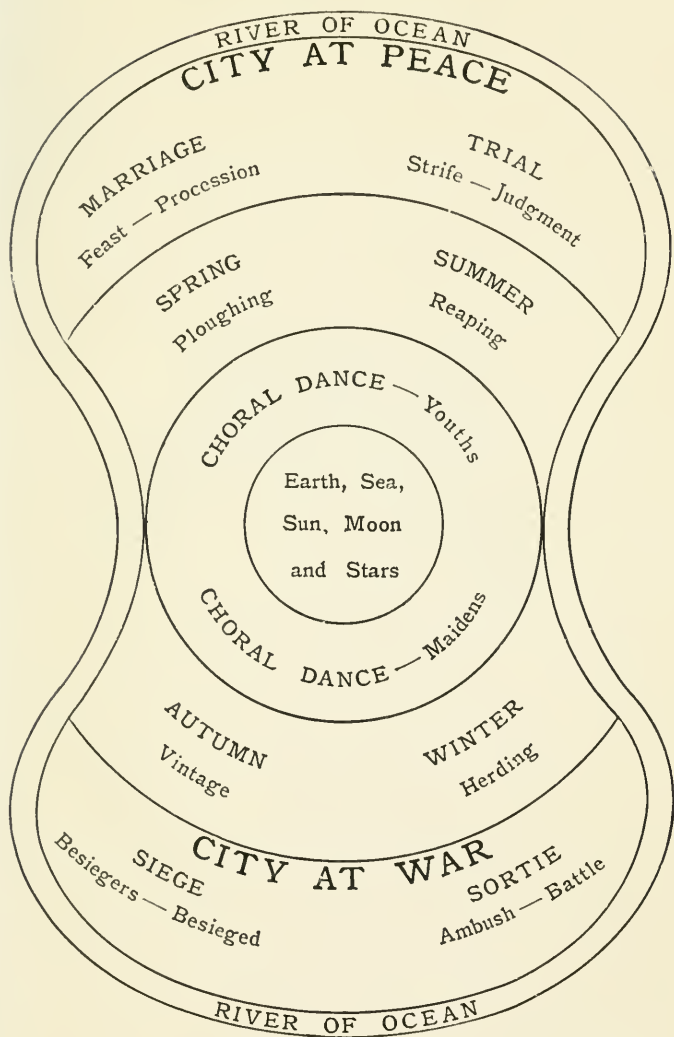 RIVER OF OCEAN
CITY AT PEACE
MARRIAGE
Feast — Procession
TRIAL
Strife — Judgment
SPRING
Ploughing
SUMMER
Reaping
CHORAL DANCE — Youths
Earth, Sea,
Sun, Moon
and Stars
CHORAL DANCE — Maidens
AUTUMN
Vintage
WINTER
Herding
CITY AT WAR
SIEGE
Besiegers — Besieged
SORTIE
Ambush — Battle
RIVER OF OCEAN